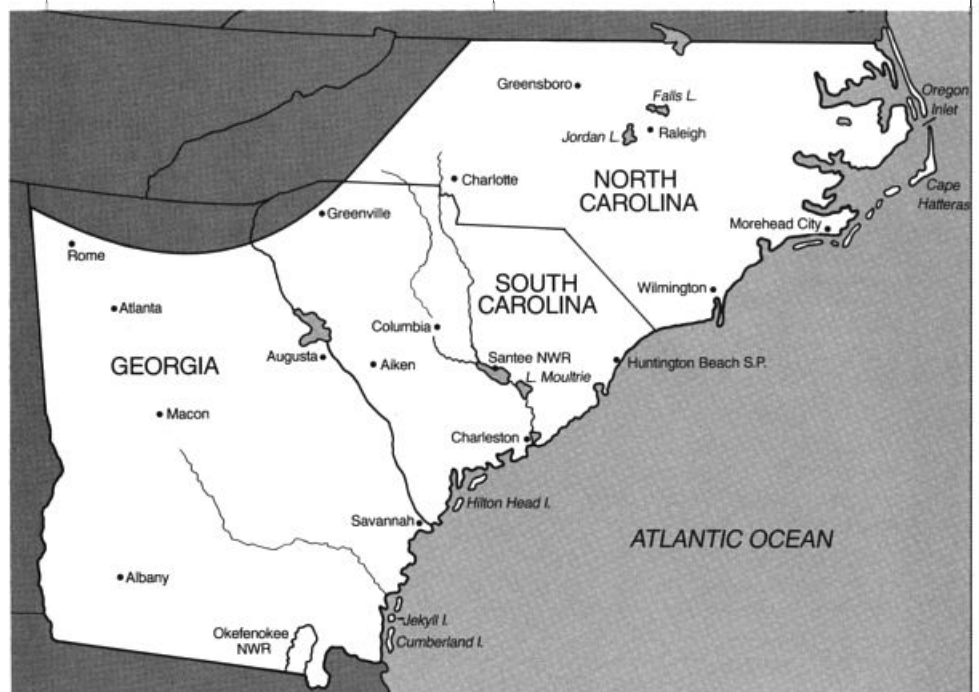 Greensboro
Falls L.
Oregon
Inlet
Jordan L.
Raleigh
Charlotte
NORTH
CAROLINA
Cape
Hatteras
Greenville
Morehead City
Rome
SOUTH
CAROLINA
Wilmington
Atlanta
Columbia
GEORGIA
Augusta
Aiken
Santee NWR
L. Moultrie
Huntington Beach S.P.
Macon
Charleston
Hilton Head I.
Savannah
ATLANTIC OCEAN
Albany
Jekyll I.
Okefenokee
NWR
Cumberland I.